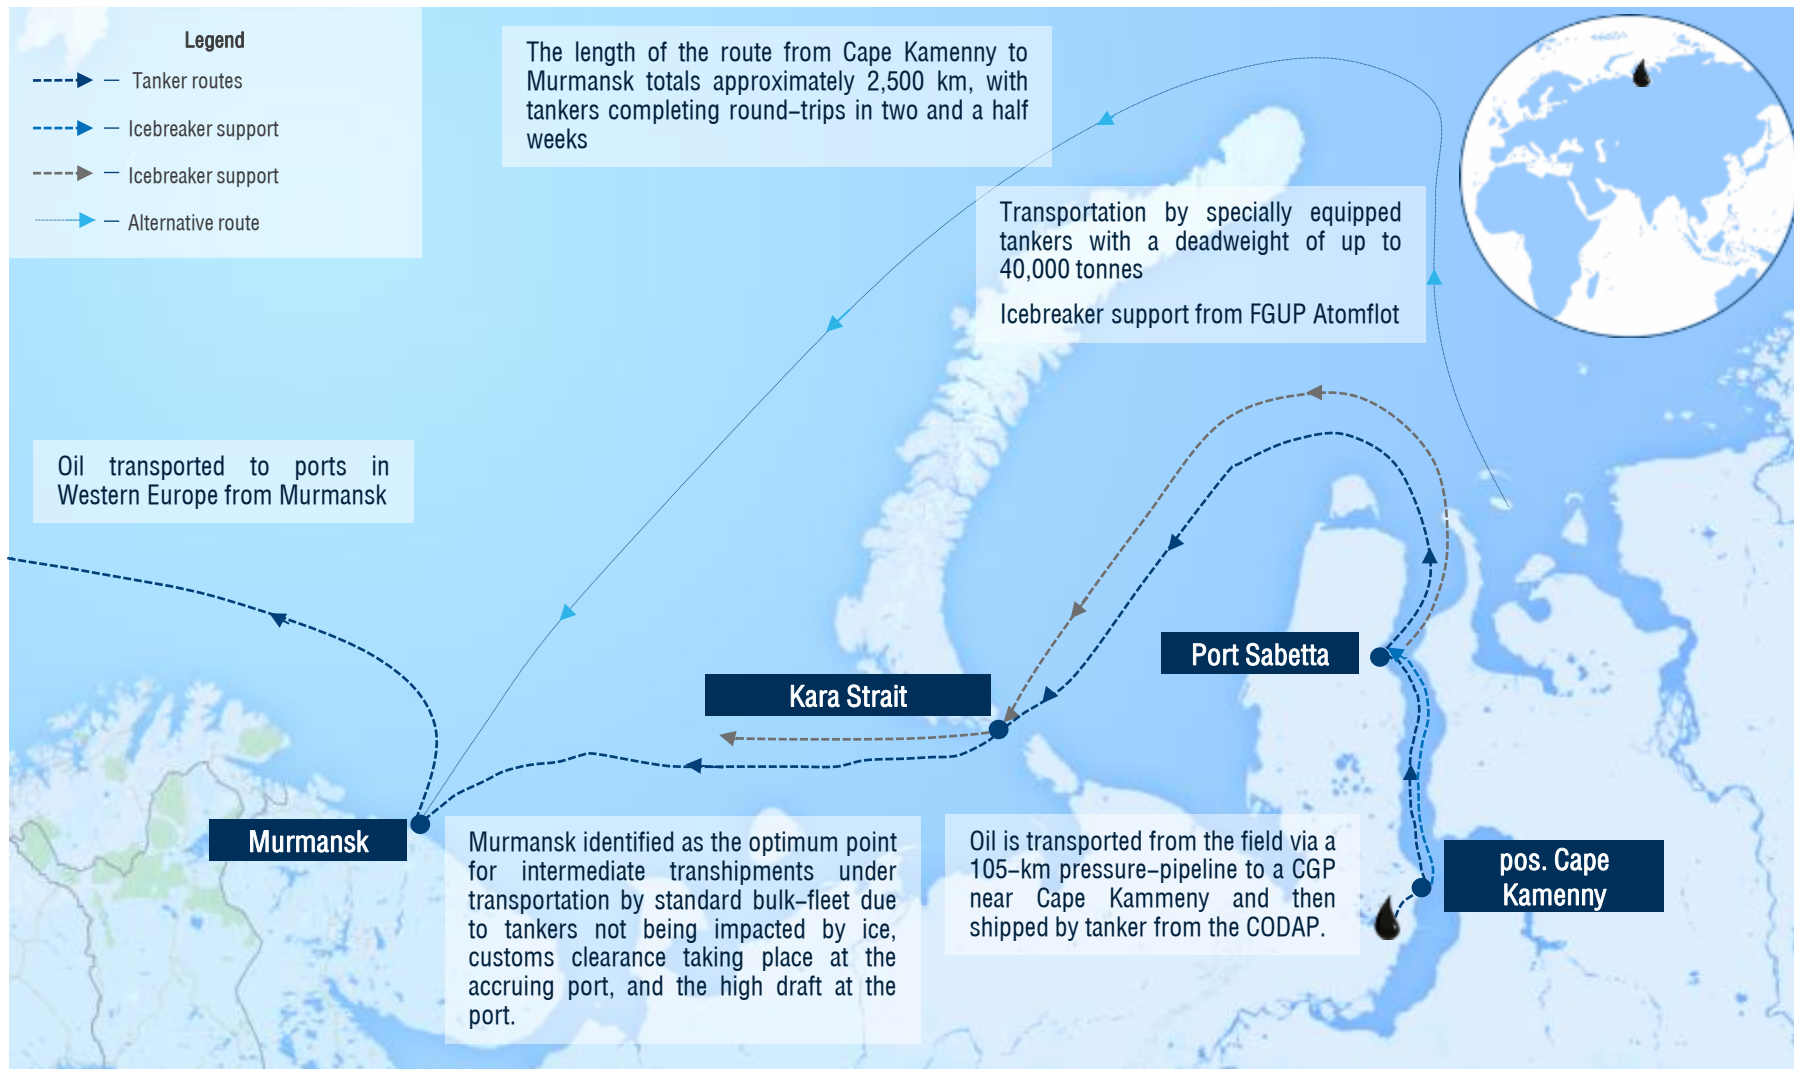 Legend
— Tanker routes
— Icebreaker support
— Icebreaker support
— Alternative route
The length of the route from Cape Kamenny to
Murmansk totals approximately 2,500 km, with
tankers completing round-trips in two and a half
weeks
Transportation by specially equipped
tankers with a deadweight of up to
40,000 tonnes
Icebreaker support from FGUP Atomflot
Oil transported to ports in
Western Europe from Murmansk
Port Sabetta
Kara Strait
Murmansk
Murmansk identified as the optimum point
for intermediate transhipments under
transportation by standard bulk-fleet due
to tankers not being impacted by ice,
customs clearance taking place at the
accruing port, and the high draft at the
port.
Oil is transported from the field via a
105-km pressure-pipeline to a CGP
near Cape Kammeny and then
shipped by tanker from the CODAP.
pos. Cape
Kamenny